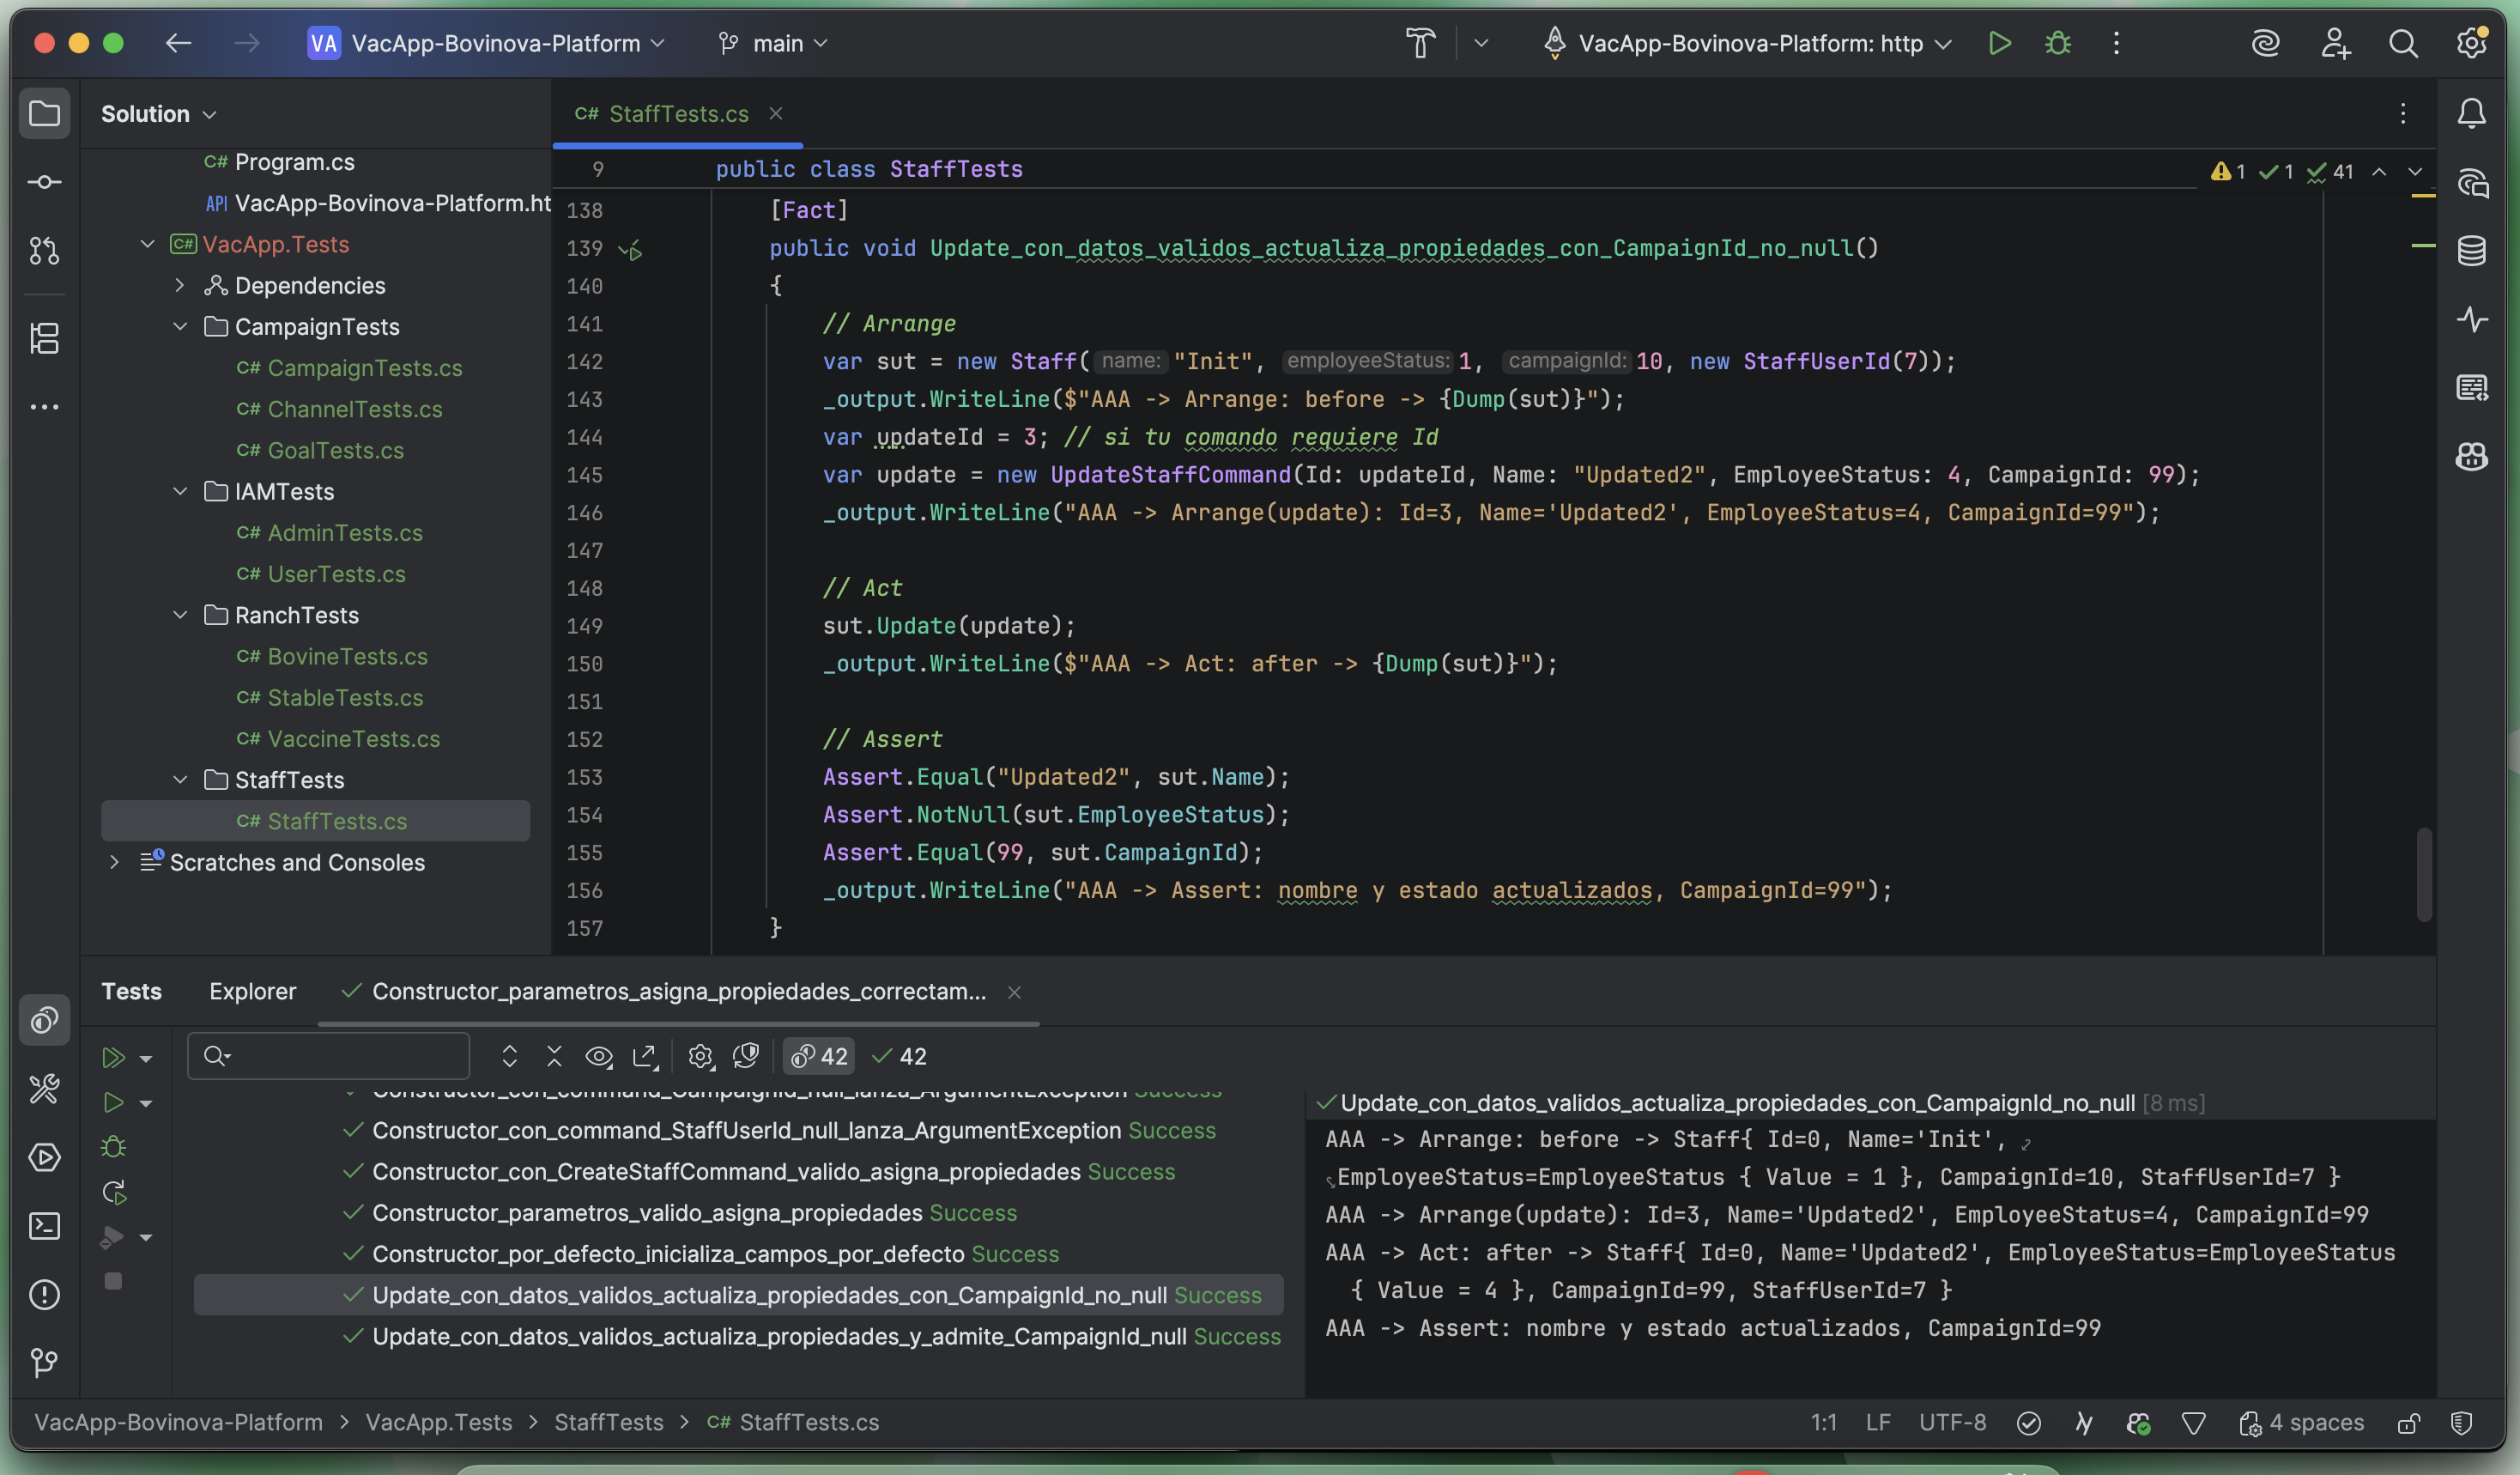 VA VacApp-Bovinova-Platform main VacApp-Bovinova-Platform: http
Solution
C# Program.cs
API VacApp-Bovinova-Platform.ht
C# VacApp.Tests
Dependencies
CampaignTests
C# CampaignTests.cs
C# ChannelTests.cs
C# GoalTests.cs
IAMTests
C# AdminTests.cs
C# UserTests.cs
RanchTests
C# BovineTests.cs
C# StableTests.cs
C# VaccineTests.cs
StaffTests
C# StaffTests.cs
Scratches and Consoles
C# StaffTests.cs
9 public class StaffTests 1 1 41
138 [Fact]
139 public void Update_con_datos_validos_actualiza_propiedades_con_CampaignId_no_null()
140 {
141 // Arrange
142 var sut = new Staff( name: "Init", employeeStatus: 1, campaignId: 10, new StaffUserId(7));
143 _output.WriteLine($"AAA -> Arrange: before -> {Dump(sut)}");
144 var updateId = 3; // si tu comando requiere Id
145 var update = new UpdateStaffCommand(Id: updateId, Name: "Updated2", EmployeeStatus: 4, CampaignId: 99);
146 _output.WriteLine("AAA -> Arrange(update): Id=3, Name='Updated2', EmployeeStatus=4, CampaignId=99");
147
148 // Act
149 sut.Update(update);
150 _output.WriteLine($"AAA -> Act: after -> {Dump(sut)}");
151
152 // Assert
153 Assert.Equal("Updated2", sut.Name);
154 Assert.NotNull(sut.EmployeeStatus);
155 Assert.Equal(99, sut.CampaignId);
156 _output.WriteLine("AAA -> Assert: nombre y estado actualizados, CampaignId=99");
157 }
Tests Explorer Constructor_parametros_asigna_propiedades_correctam...
42 42
Constructor_con_command_CampaignId_null_lanza_ArgumentException Success
Constructor_con_command_StaffUserId_null_lanza_ArgumentException Success
Constructor_con_CreateStaffCommand_valido_asigna_propiedades Success
Constructor_parametros_valido_asigna_propiedades Success
Constructor_por_defecto_inicializa_campos_por_defecto Success
Update_con_datos_validos_actualiza_propiedades_con_CampaignId_no_null Success
Update_con_datos_validos_actualiza_propiedades_y_admite_CampaignId_null Success
Update_con_datos_validos_actualiza_propiedades_con_CampaignId_no_null [8 ms]
AAA -> Arrange: before -> Staff{ Id=0, Name='Init',
EmployeeStatus=EmployeeStatus { Value = 1 }, CampaignId=10, StaffUserId=7 }
AAA -> Arrange(update): Id=3, Name='Updated2', EmployeeStatus=4, CampaignId=99
AAA -> Act: after -> Staff{ Id=0, Name='Updated2', EmployeeStatus=EmployeeStatus
{ Value = 4 }, CampaignId=99, StaffUserId=7 }
AAA -> Assert: nombre y estado actualizados, CampaignId=99
VacApp-Bovinova-Platform > VacApp.Tests > StaffTests > C# StaffTests.cs 1:1 LF UTF-8 4 spaces